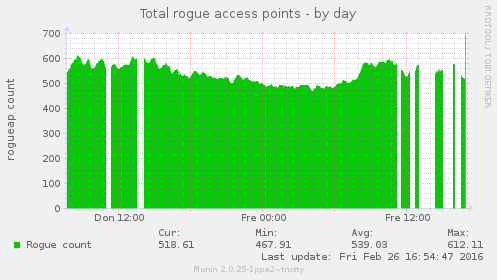 Total rogue access points - by day
RRDTOOL / TOBI OETIKER
rogueap count
700
600
500
400
300
200
100
0
Don 12:00 Fre 00:00 Fre 12:00
Cur: Min: Avg: Max:
Rogue count 518.61 467.91 539.03 612.11
Last update: Fri Feb 26 16:54:47 2016
Munin 2.0.25-1ppa2~trusty